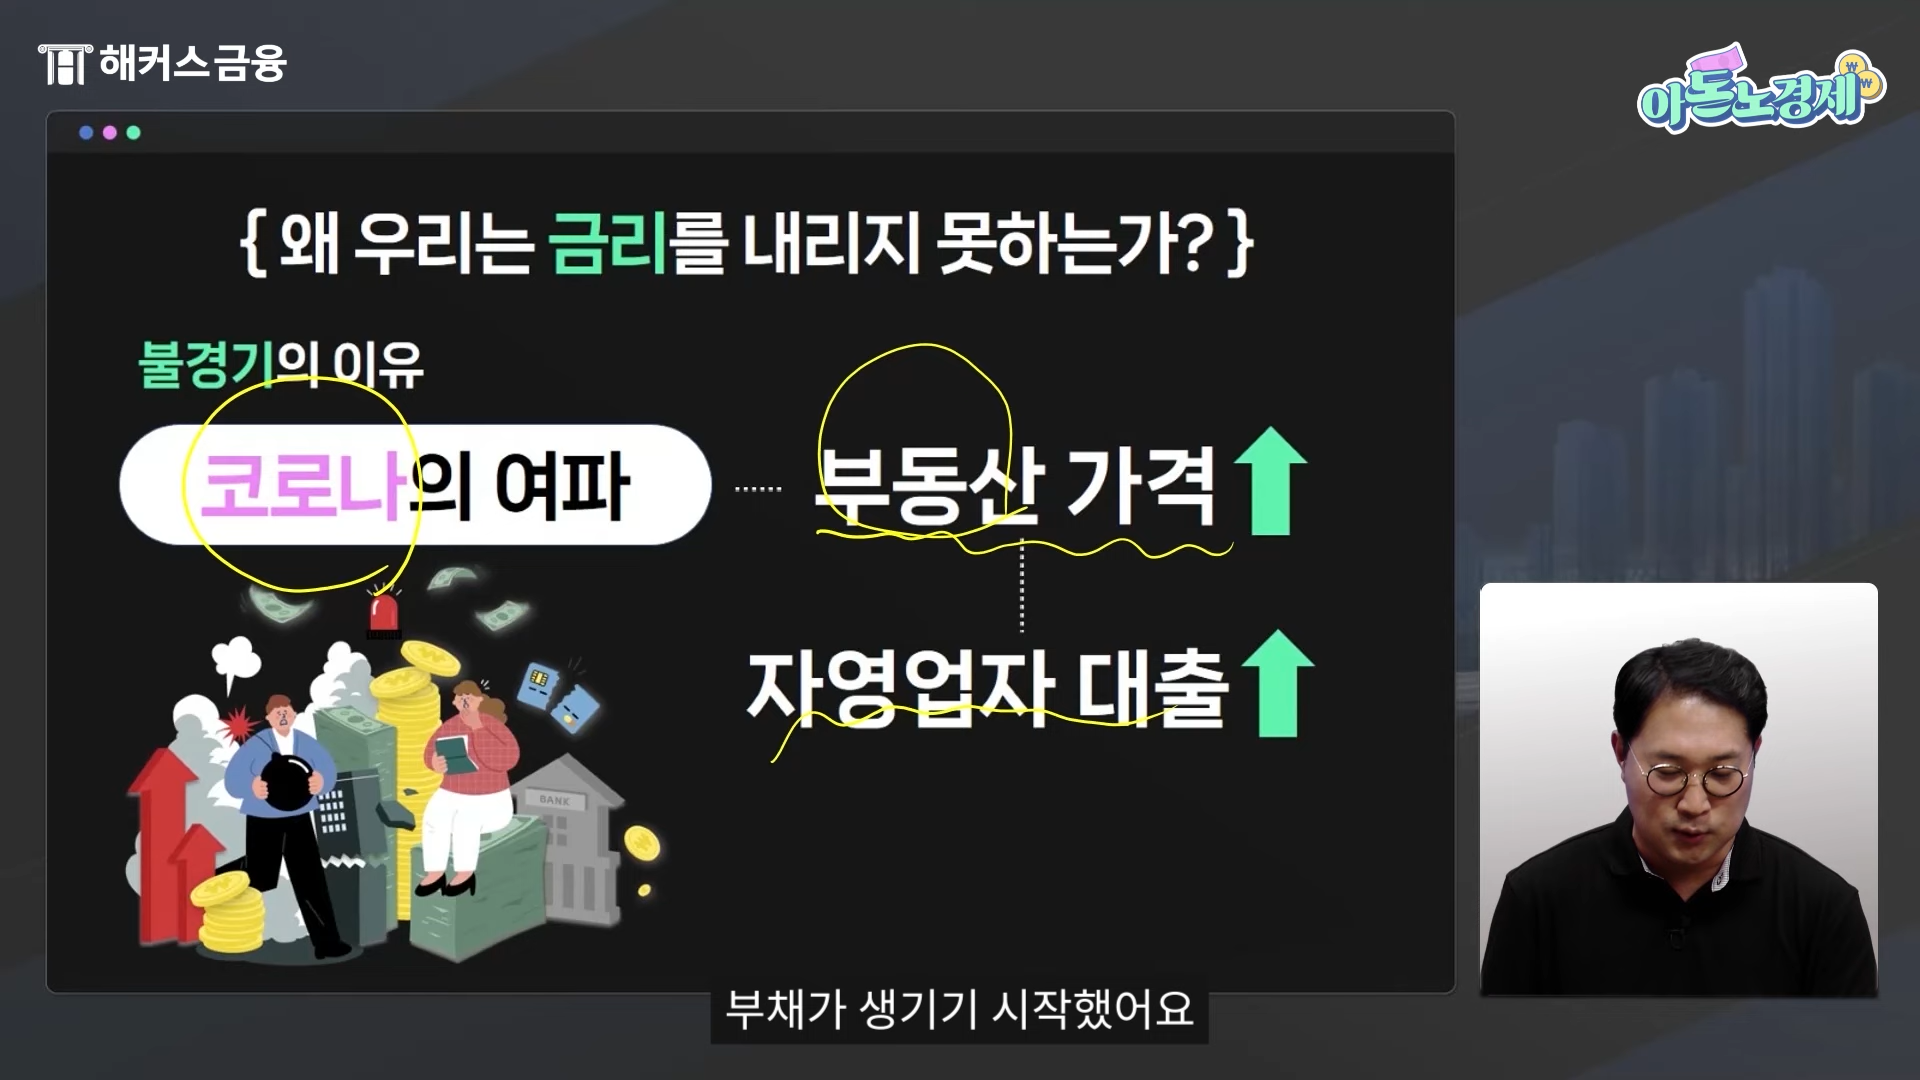 해커스금융
아돈노경제
{ 왜 우리는 금리를 내리지 못하는가? }
불경기의 이유
코로나의 여파
부동산 가격
자영업자 대출
BANK
부채가 생기기 시작했어요